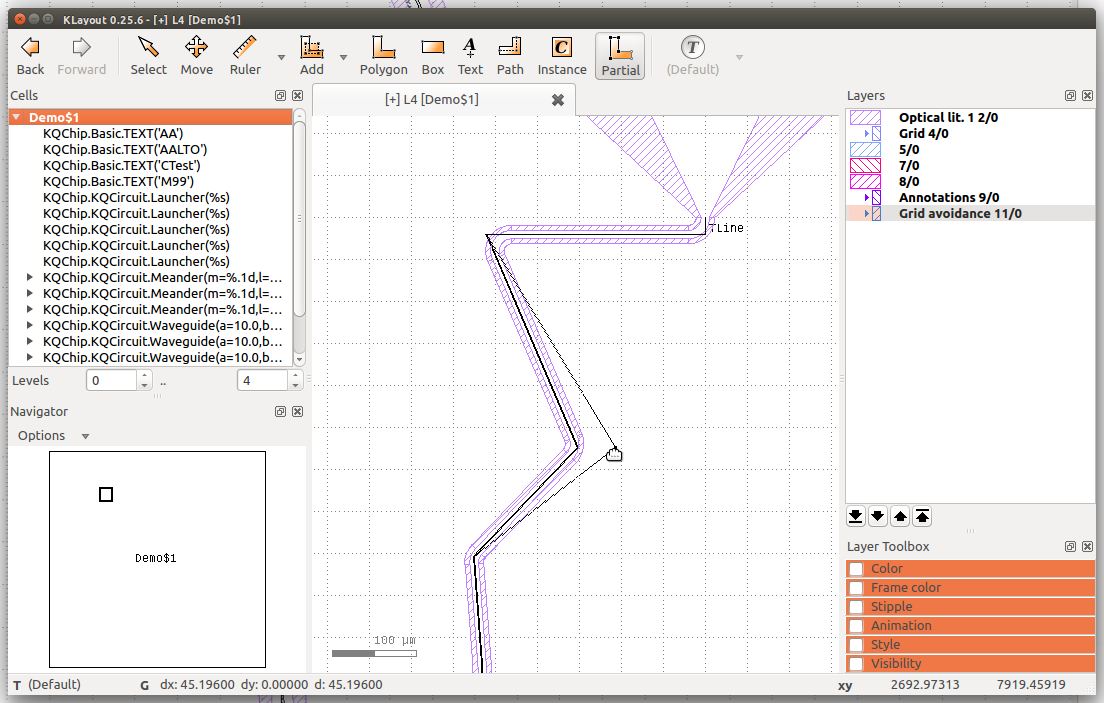 KLayout 0.25.6 - [+] L4 [Demo$1]
Back Forward Select Move Ruler Add Polygon Box Text Path Instance Partial (Default)
Cells
Demo$1
KQChip.Basic.TEXT('AA')
KQChip.Basic.TEXT('AALTO')
KQChip.Basic.TEXT('CTest')
KQChip.Basic.TEXT('M99')
KQChip.KQCircuit.Launcher(%s)
KQChip.KQCircuit.Launcher(%s)
KQChip.KQCircuit.Launcher(%s)
KQChip.KQCircuit.Launcher(%s)
KQChip.KQCircuit.Launcher(%s)
KQChip.KQCircuit.Meander(m=%.1d,l=...
KQChip.KQCircuit.Meander(m=%.1d,l=...
KQChip.KQCircuit.Meander(m=%.1d,l=...
KQChip.KQCircuit.Waveguide(a=10.0,b...
KQChip.KQCircuit.Waveguide(a=10.0,b...
KQChip.KQCircuit.Waveguide(a=10.0,b...
Levels 0 .. 4
Navigator
Options
Demo$1
[+] L4 [Demo$1]
TLine
100 µm
Layers
Optical lit. 1 2/0
Grid 4/0
5/0
7/0
8/0
Annotations 9/0
Grid avoidance 11/0
Layer Toolbox
Color
Frame color
Stipple
Animation
Style
Visibility
T (Default) G dx: 45.19600 dy: 0.00000 d: 45.19600 xy 2692.97313 7919.45919